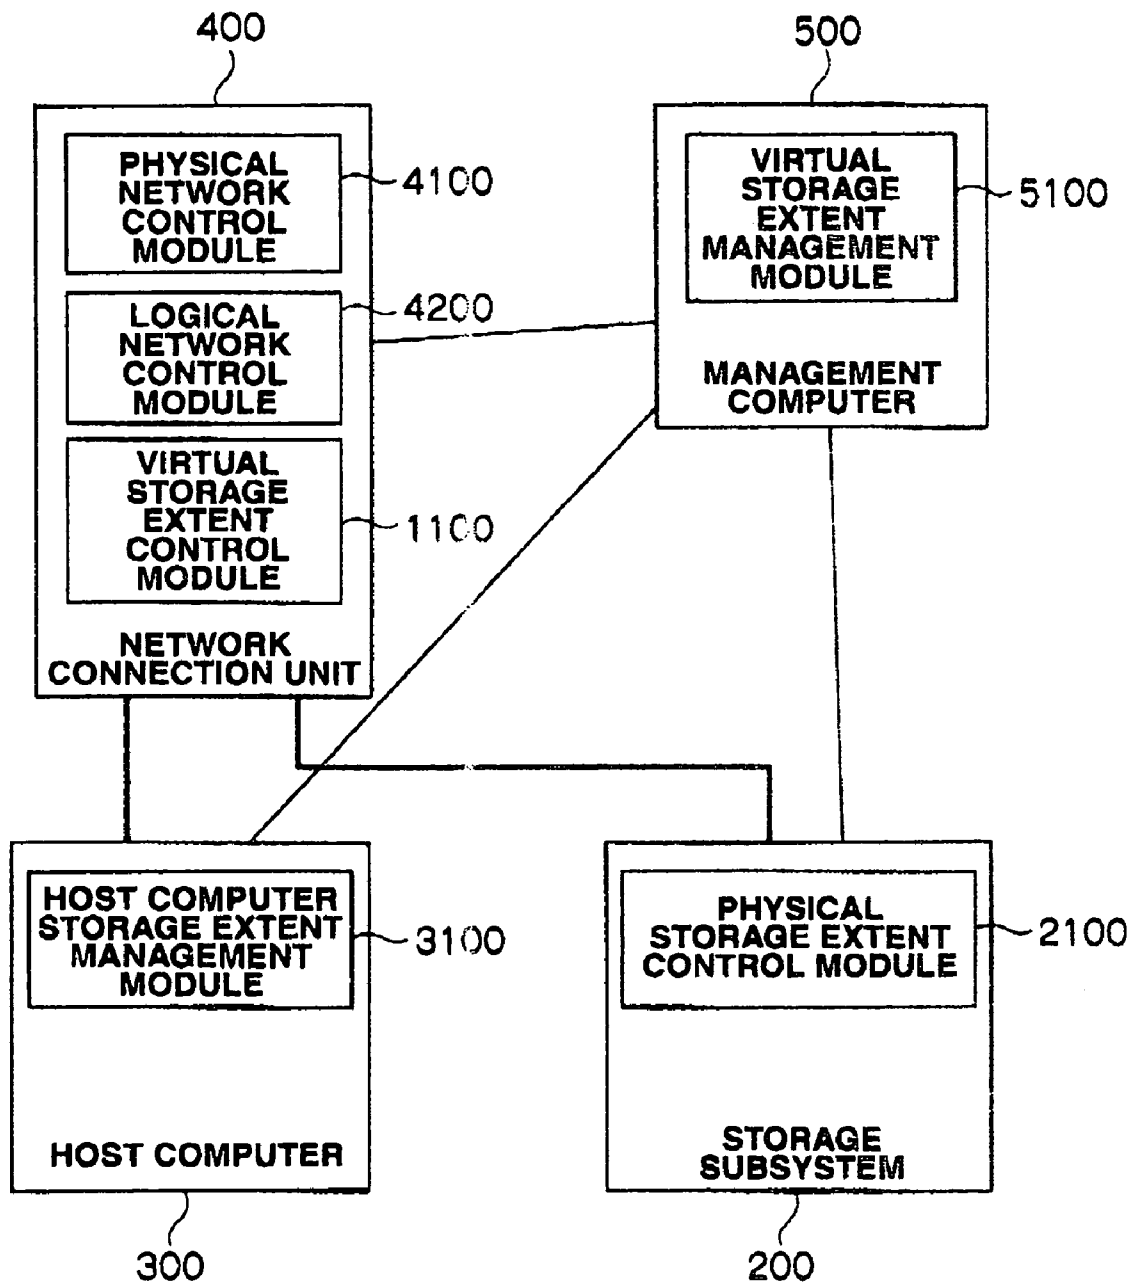 400
PHYSICAL
NETWORK
CONTROL
MODULE
4100
LOGICAL
NETWORK
CONTROL
MODULE
4200
VIRTUAL
STORAGE
EXTENT
CONTROL
MODULE
1100
NETWORK
CONNECTION UNIT
500
VIRTUAL
STORAGE
EXTENT
MANAGEMENT
MODULE
5100
MANAGEMENT
COMPUTER
HOST COMPUTER
STORAGE EXTENT
MANAGEMENT
MODULE
3100
HOST COMPUTER
300
PHYSICAL
STORAGE EXTENT
CONTROL MODULE
2100
STORAGE
SUBSYSTEM
200